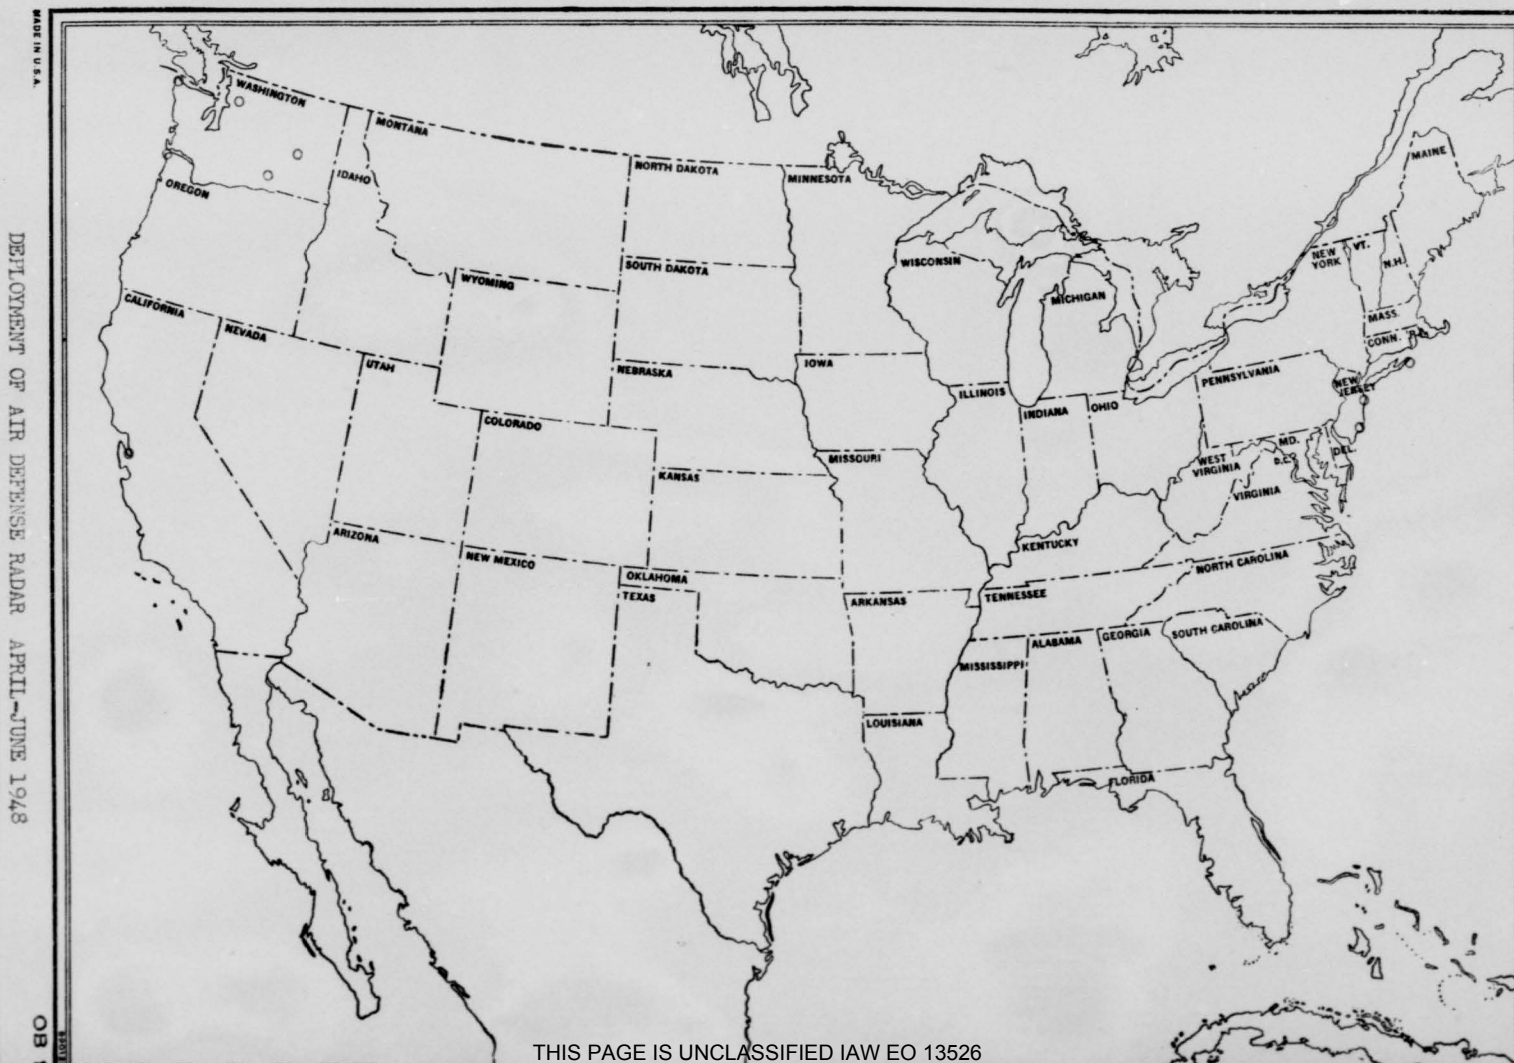 MADE IN U.S.A.
DEPLOYMENT OF AIR DEFENSE RADAR APRIL-JUNE 1948
OB
WASHINGTON
MONTANA
NORTH DAKOTA
MINNESOTA
MAINE
IDAHO
OREGON
VT.
NEW
YORK
N.H.
WISCONSIN
SOUTH DAKOTA
WYOMING
MICHIGAN
CALIFORNIA
MASS.
NEVADA
CONN. R.I.
UTAH
IOWA
NEBRASKA
PENNSYLVANIA
NEW
JERSEY
ILLINOIS
INDIANA
OHIO
COLORADO
MD.
DEL.
D.C.
WEST
VIRGINIA
MISSOURI
KANSAS
VIRGINIA
ARIZONA
KENTUCKY
NEW MEXICO
NORTH CAROLINA
OKLAHOMA
TEXAS
ARKANSAS
TENNESSEE
SOUTH CAROLINA
ALABAMA
GEORGIA
MISSISSIPPI
LOUISIANA
FLORIDA
THIS PAGE IS UNCLASSIFIED IAW EO 13526